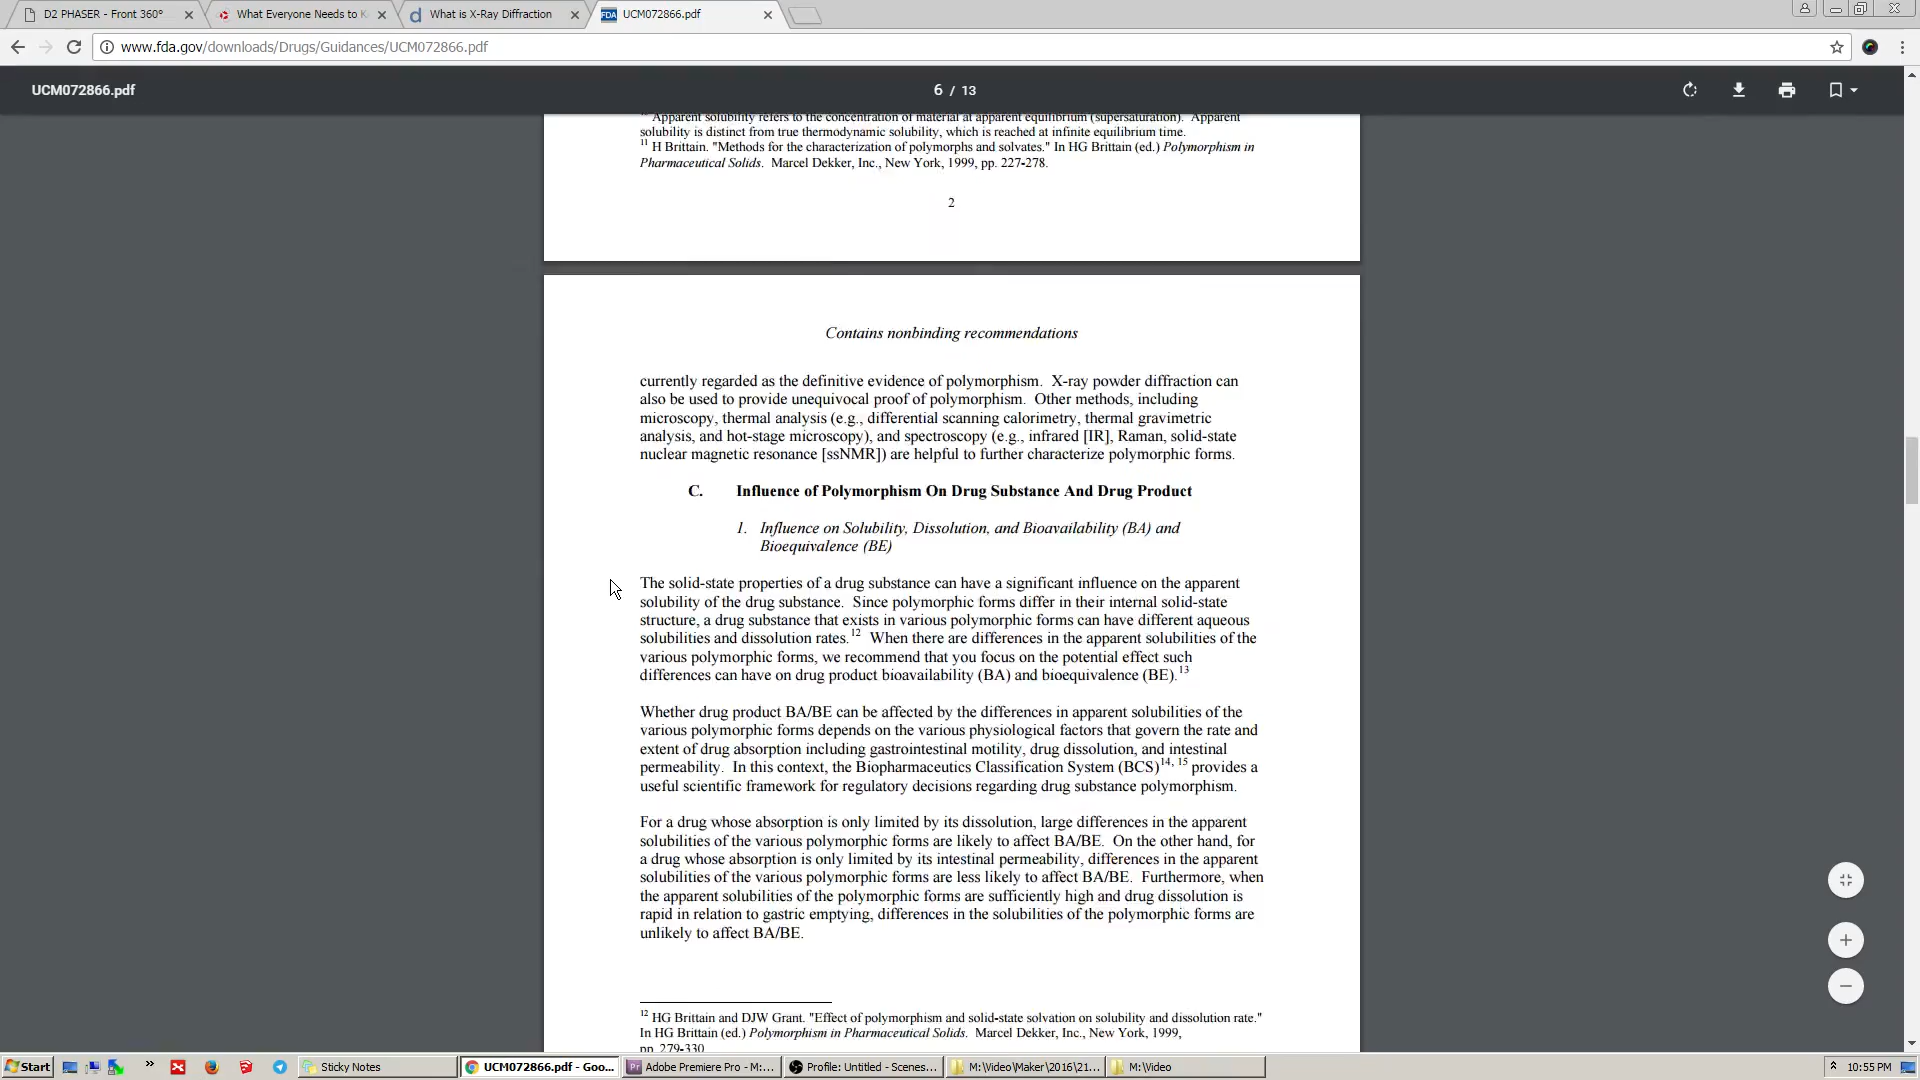 D2 PHASER - Front 360°
What Everyone Needs to K
What is X-Ray Diffraction
FDA UCM072866.pdf
www.fda.gov/downloads/Drugs/Guidances/UCM072866.pdf
UCM072866.pdf
6 / 13
Apparent solubility refers to the concentration of material at apparent equilibrium (supersaturation). Apparent
solubility is distinct from true thermodynamic solubility, which is reached at infinite equilibrium time.
11 H Brittain. "Methods for the characterization of polymorphs and solvates." In HG Brittain (ed.) Polymorphism in
Pharmaceutical Solids. Marcel Dekker, Inc., New York, 1999, pp. 227-278.
2
Contains nonbinding recommendations
currently regarded as the definitive evidence of polymorphism. X-ray powder diffraction can
also be used to provide unequivocal proof of polymorphism. Other methods, including
microscopy, thermal analysis (e.g., differential scanning calorimetry, thermal gravimetric
analysis, and hot-stage microscopy), and spectroscopy (e.g., infrared [IR], Raman, solid-state
nuclear magnetic resonance [ssNMR]) are helpful to further characterize polymorphic forms.
C. Influence of Polymorphism On Drug Substance And Drug Product
1. Influence on Solubility, Dissolution, and Bioavailability (BA) and
Bioequivalence (BE)
The solid-state properties of a drug substance can have a significant influence on the apparent
solubility of the drug substance. Since polymorphic forms differ in their internal solid-state
structure, a drug substance that exists in various polymorphic forms can have different aqueous
solubilities and dissolution rates.12 When there are differences in the apparent solubilities of the
various polymorphic forms, we recommend that you focus on the potential effect such
differences can have on drug product bioavailability (BA) and bioequivalence (BE).13
Whether drug product BA/BE can be affected by the differences in apparent solubilities of the
various polymorphic forms depends on the various physiological factors that govern the rate and
extent of drug absorption including gastrointestinal motility, drug dissolution, and intestinal
permeability. In this context, the Biopharmaceutics Classification System (BCS)14, 15 provides a
useful scientific framework for regulatory decisions regarding drug substance polymorphism.
For a drug whose absorption is only limited by its dissolution, large differences in the apparent
solubilities of the various polymorphic forms are likely to affect BA/BE. On the other hand, for
a drug whose absorption is only limited by its intestinal permeability, differences in the apparent
solubilities of the various polymorphic forms are less likely to affect BA/BE. Furthermore, when
the apparent solubilities of the polymorphic forms are sufficiently high and drug dissolution is
rapid in relation to gastric emptying, differences in the solubilities of the polymorphic forms are
unlikely to affect BA/BE.
12 HG Brittain and DJW Grant. "Effect of polymorphism and solid-state solvation on solubility and dissolution rate."
In HG Brittain (ed.) Polymorphism in Pharmaceutical Solids. Marcel Dekker, Inc., New York, 1999,
pp. 279-330
Start
Sticky Notes
UCM072866.pdf - Goo...
Adobe Premiere Pro - M:...
Profile: Untitled - Scenes...
M:\Video\Maker\2016\21...
M:\Video
10:55 PM